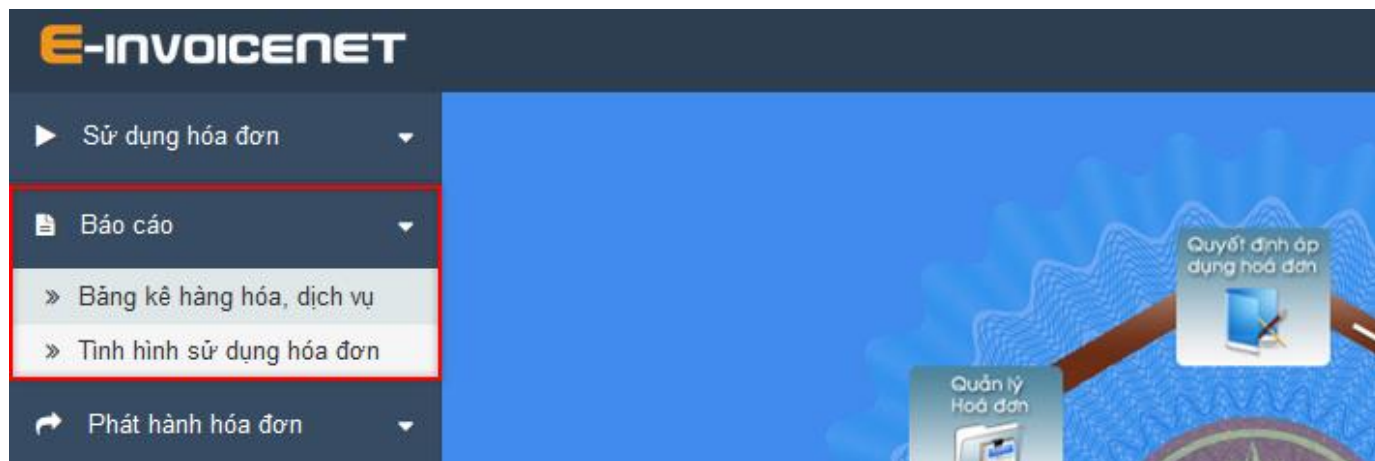 E-INVOICENET
Sử dụng hóa đơn
Báo cáo
Bảng kê hàng hóa, dịch vụ
Tình hình sử dụng hóa đơn
Phát hành hóa đơn
Quyết định áp
dụng hoá đơn
Quản lý
Hoá đơn